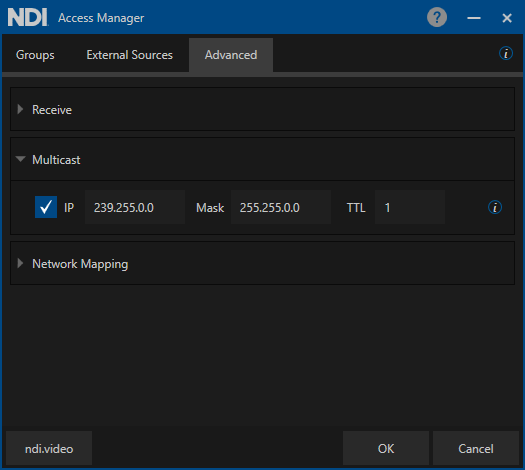 NDI Access Manager ?
Groups External Sources Advanced i
Receive
Multicast
IP 239.255.0.0 Mask 255.255.0.0 TTL 1 i
Network Mapping
ndi.video OK Cancel